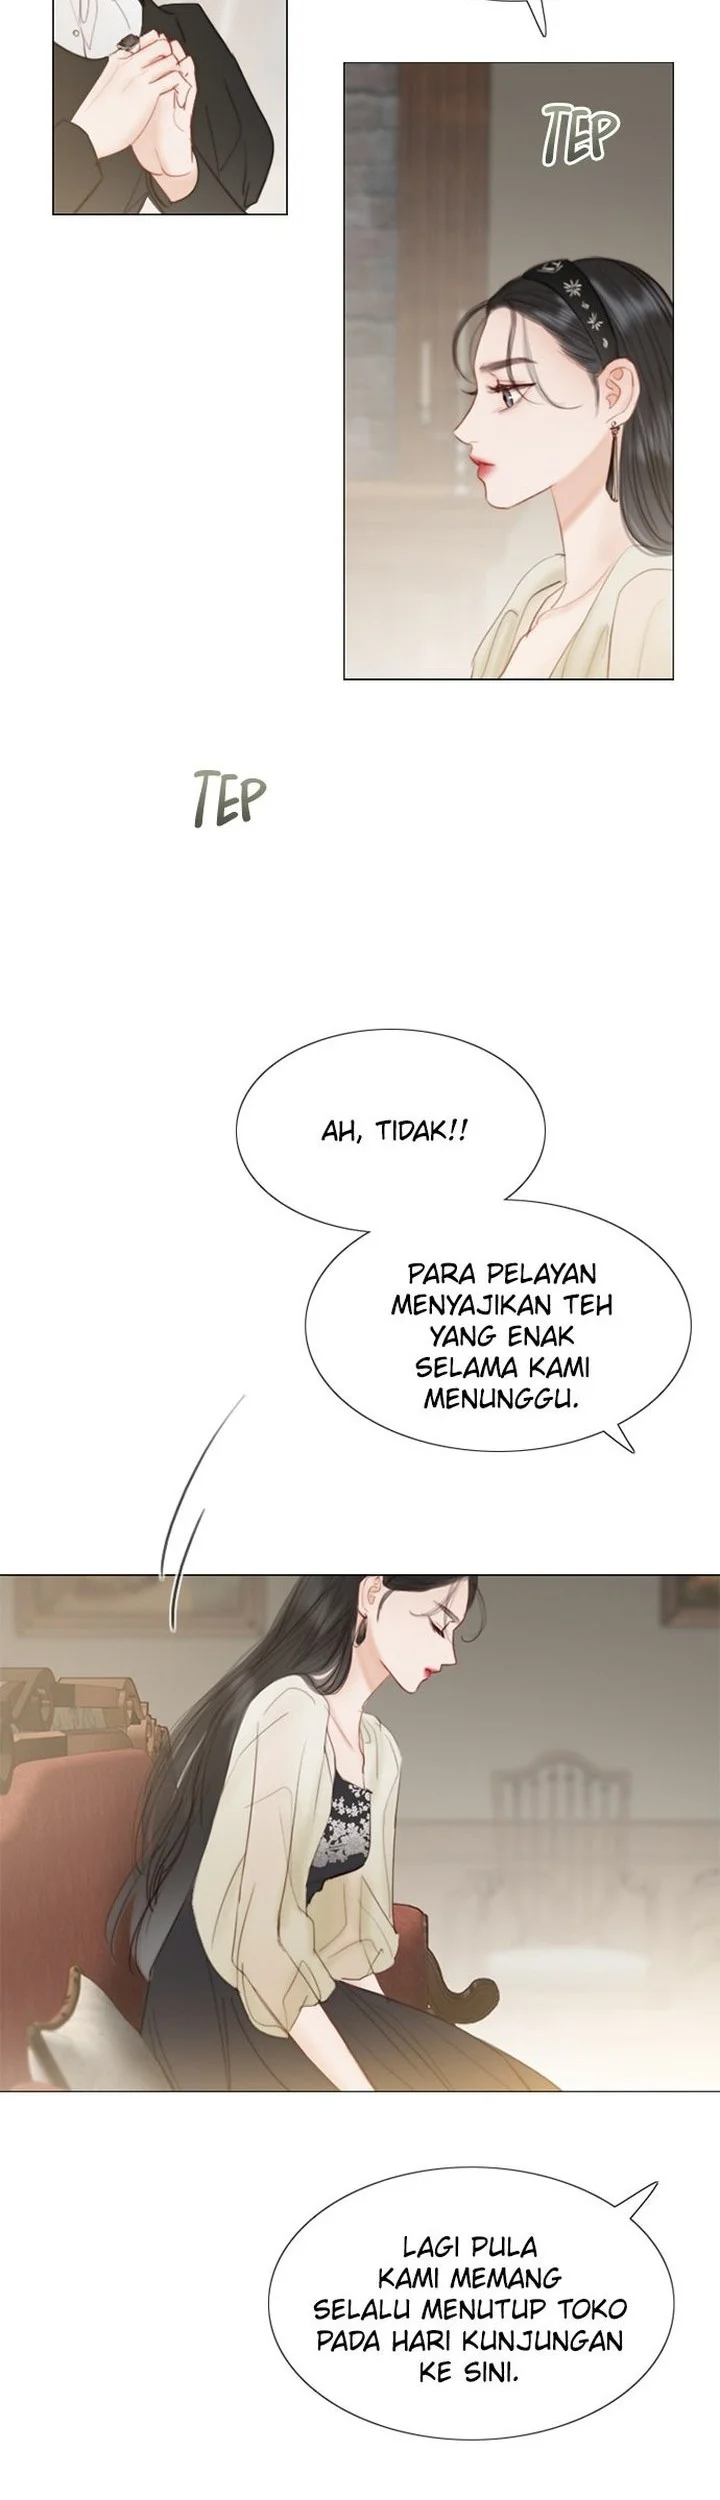 TEP
TEP
AH, TIDAK!!
PARA PELAYAN
MENYAJIKAN TEH
YANG ENAK
SELAMA KAMI
MENUNGGU.
LAGI PULA
KAMI MEMANG
SELALU MENUTUP TOKO
PADA HARI KUNJUNGAN
KE SINI.